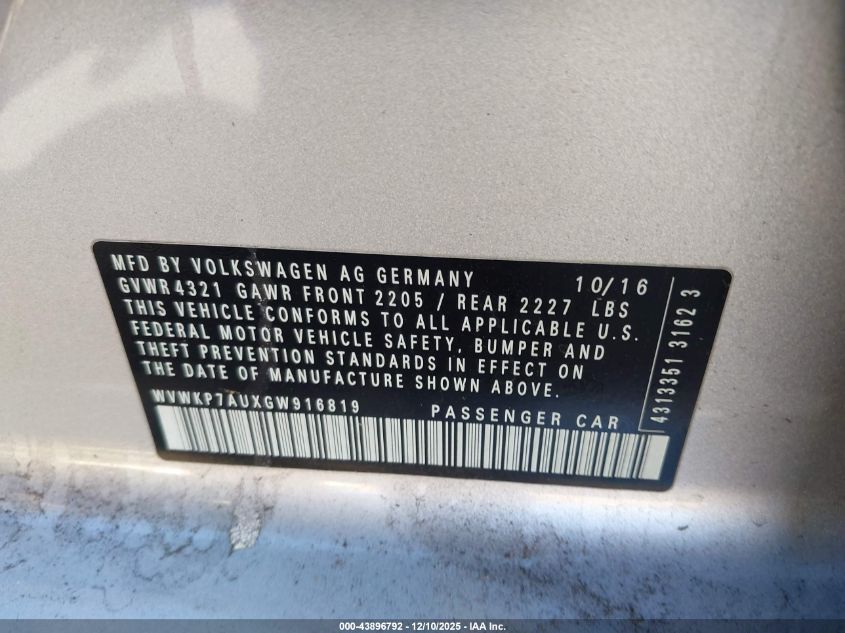 MFD BY VOLKSWAGEN AG GERMANY 10/16
GVWR 4321 GAWR FRONT 2205 / REAR 2227 LBS
THIS VEHICLE CONFORMS TO ALL APPLICABLE U.S.
FEDERAL MOTOR VEHICLE SAFETY, BUMPER AND
THEFT PREVENTION STANDARDS IN EFFECT ON
THE DATE OF MANUFACTURE SHOWN ABOVE.
WVWKP7AUXGW916819 PASSENGER CAR
4313351 3162 3
000-43896792 - 12/10/2025 - IAA Inc.